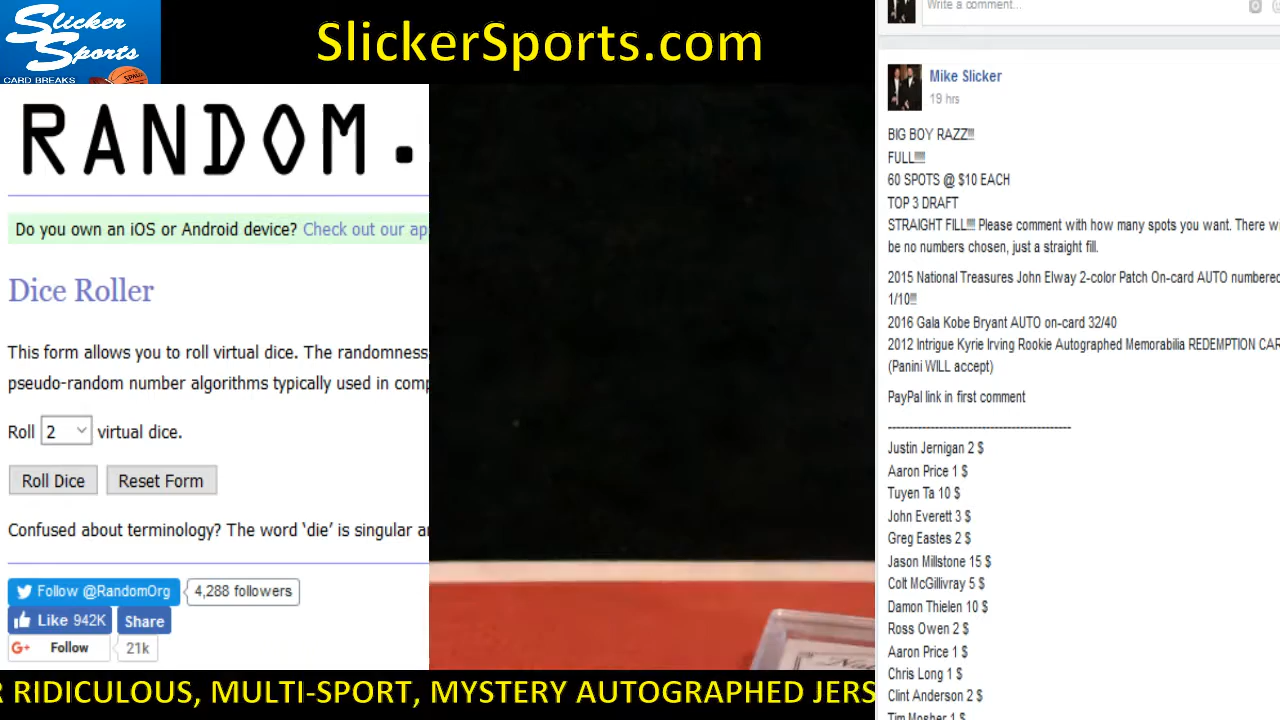 Slicker
Sports
CARD BREAKS
SlickerSports.com
RANDOM.
Do you own an iOS or Android device? Check out our ap
Dice Roller
This form allows you to roll virtual dice. The randomness
pseudo-random number algorithms typically used in comp
Roll 2 virtual dice.
Roll Dice Reset Form
Confused about terminology? The word ‘die’ is singular a
Follow @RandomOrg 4,288 followers
Like 942K Share
G+ Follow 21k
R RIDICULOUS, MULTI-SPORT, MYSTERY AUTOGRAPHED JERS
Write a comment...
Mike Slicker
19 hrs
BIG BOY RAZZ!!!
FULL!!!!!
60 SPOTS @ $10 EACH
TOP 3 DRAFT
STRAIGHT FILL!!!! Please comment with how many spots you want. There wi
be no numbers chosen, just a straight fill.
2015 National Treasures John Elway 2-color Patch On-card AUTO numbered
1/10!!!
2016 Gala Kobe Bryant AUTO on-card 32/40
2012 Intrigue Kyrie Irving Rookie Autographed Memorabilia REDEMPTION CAR
(Panini WILL accept)
PayPal link in first comment
-------------------------------------------
Justin Jernigan 2 $
Aaron Price 1 $
Tuyen Ta 10 $
John Everett 3 $
Greg Eastes 2 $
Jason Millstone 15 $
Colt McGillivray 5 $
Damon Thielen 10 $
Ross Owen 2 $
Aaron Price 1 $
Chris Long 1 $
Clint Anderson 2 $
Tim Mosher 1 $